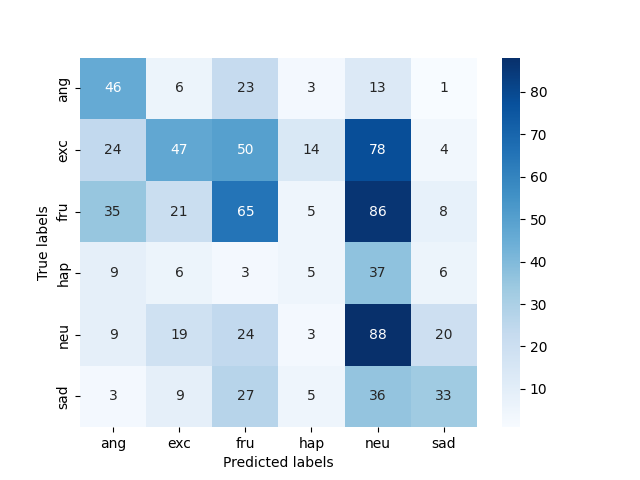 True labels
ang 46 6 23 3 13 1
exc 24 47 50 14 78 4
fru 35 21 65 5 86 8
hap 9 6 3 5 37 6
neu 9 19 24 3 88 20
sad 3 9 27 5 36 33
ang exc fru hap neu sad
Predicted labels
80
70
60
50
40
30
20
10